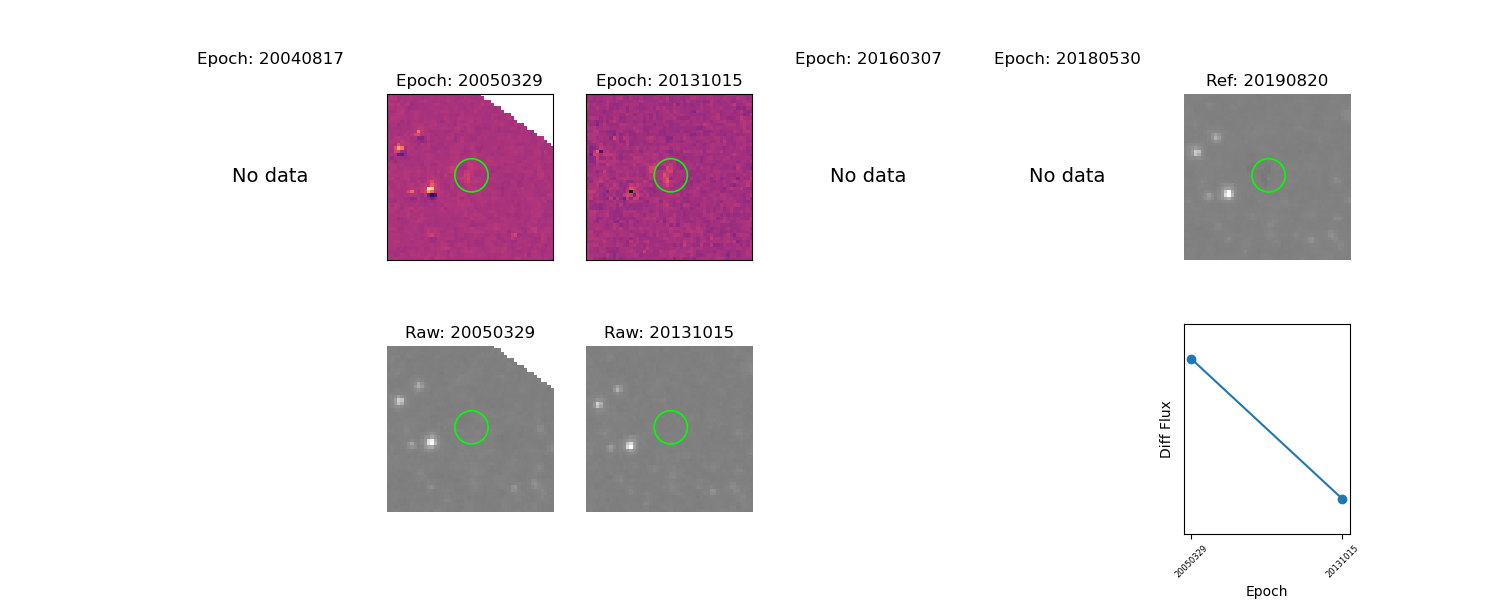 Epoch: 20040817
Epoch: 20160307
Epoch: 20180530
Epoch: 20050329
Epoch: 20131015
Ref: 20190820
No data
No data
No data
Raw: 20050329
Raw: 20131015
Diff Flux
20050329
20131015
Epoch